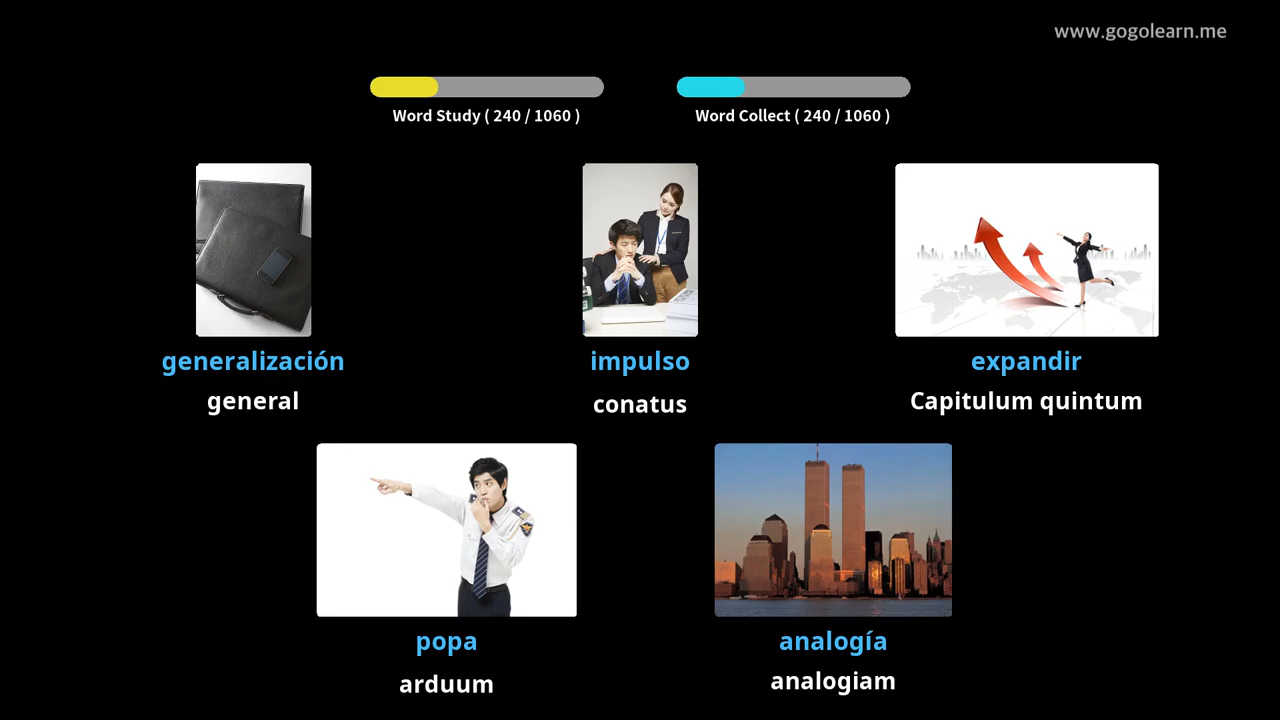 www.gogolearn.me
Word Study ( 240 / 1060 )
Word Collect ( 240 / 1060 )
generalización
general
impulso
conatus
expandir
Capitulum quintum
popa
arduum
analogía
analogiam